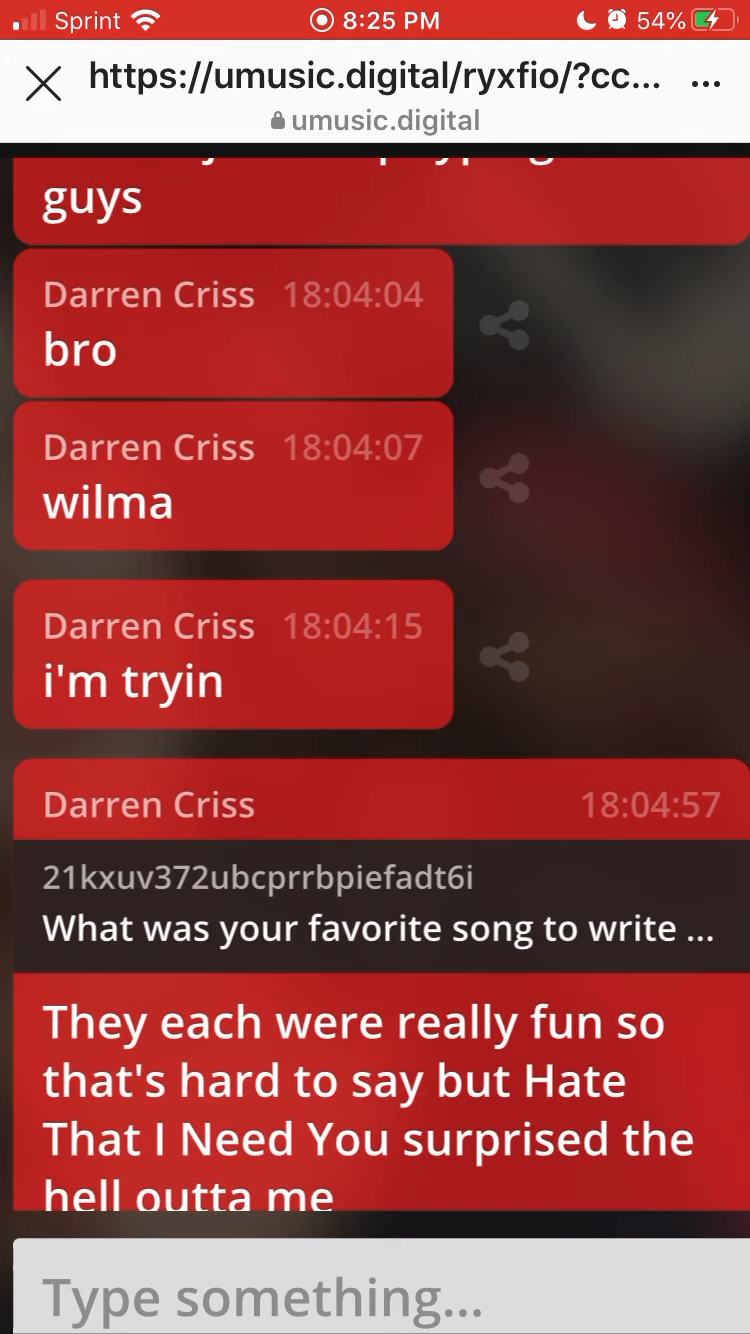 Sprint 8:25 PM 54%
https://umusic.digital/ryxfio/?cc... ...
umusic.digital
guys
Darren Criss 18:04:04
bro
Darren Criss 18:04:07
wilma
Darren Criss 18:04:15
i'm tryin
Darren Criss 18:04:57
21kxuv372ubcprrbpiefadt6i
What was your favorite song to write ...
They each were really fun so
that's hard to say but Hate
That I Need You surprised the
hell outta me
Type something...